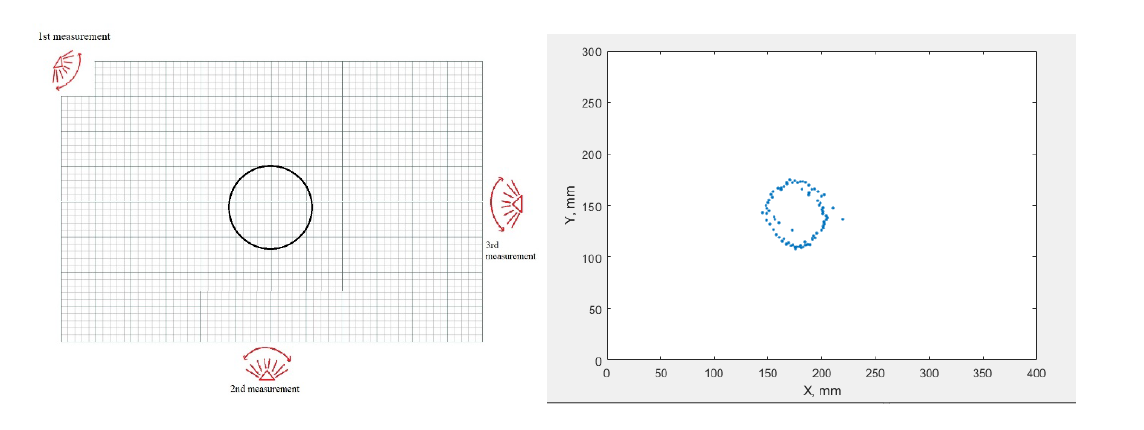 1st measurement
3rd
measurement
2nd measurement
300
250
200
150
100
50
0
Y, mm
0 50 100 150 200 250 300 350 400
X, mm